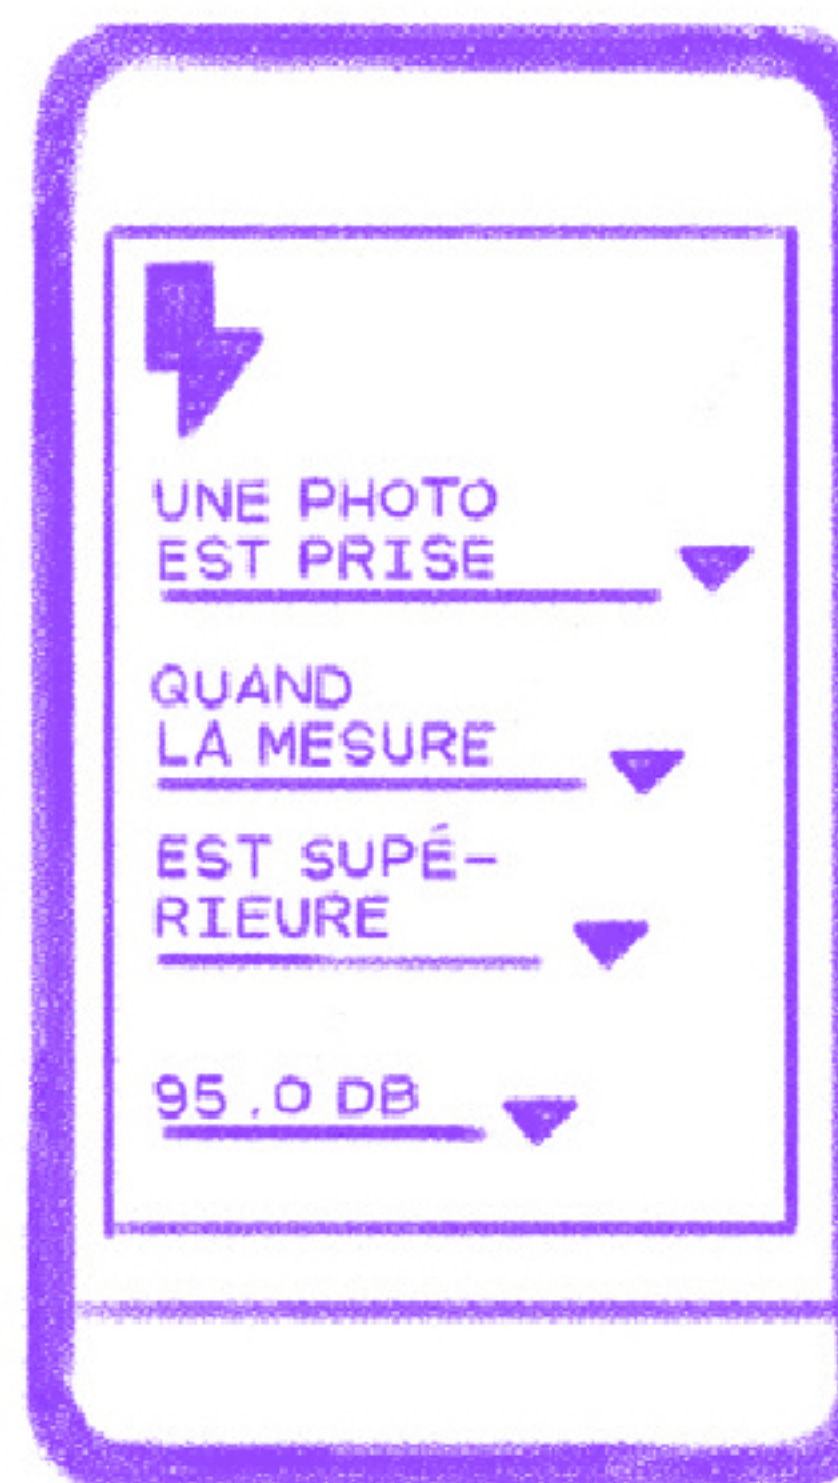 UNE PHOTO
EST PRISE
QUAND
LA MESURE
EST SUPÉ-
RIEURE
95.0 DB